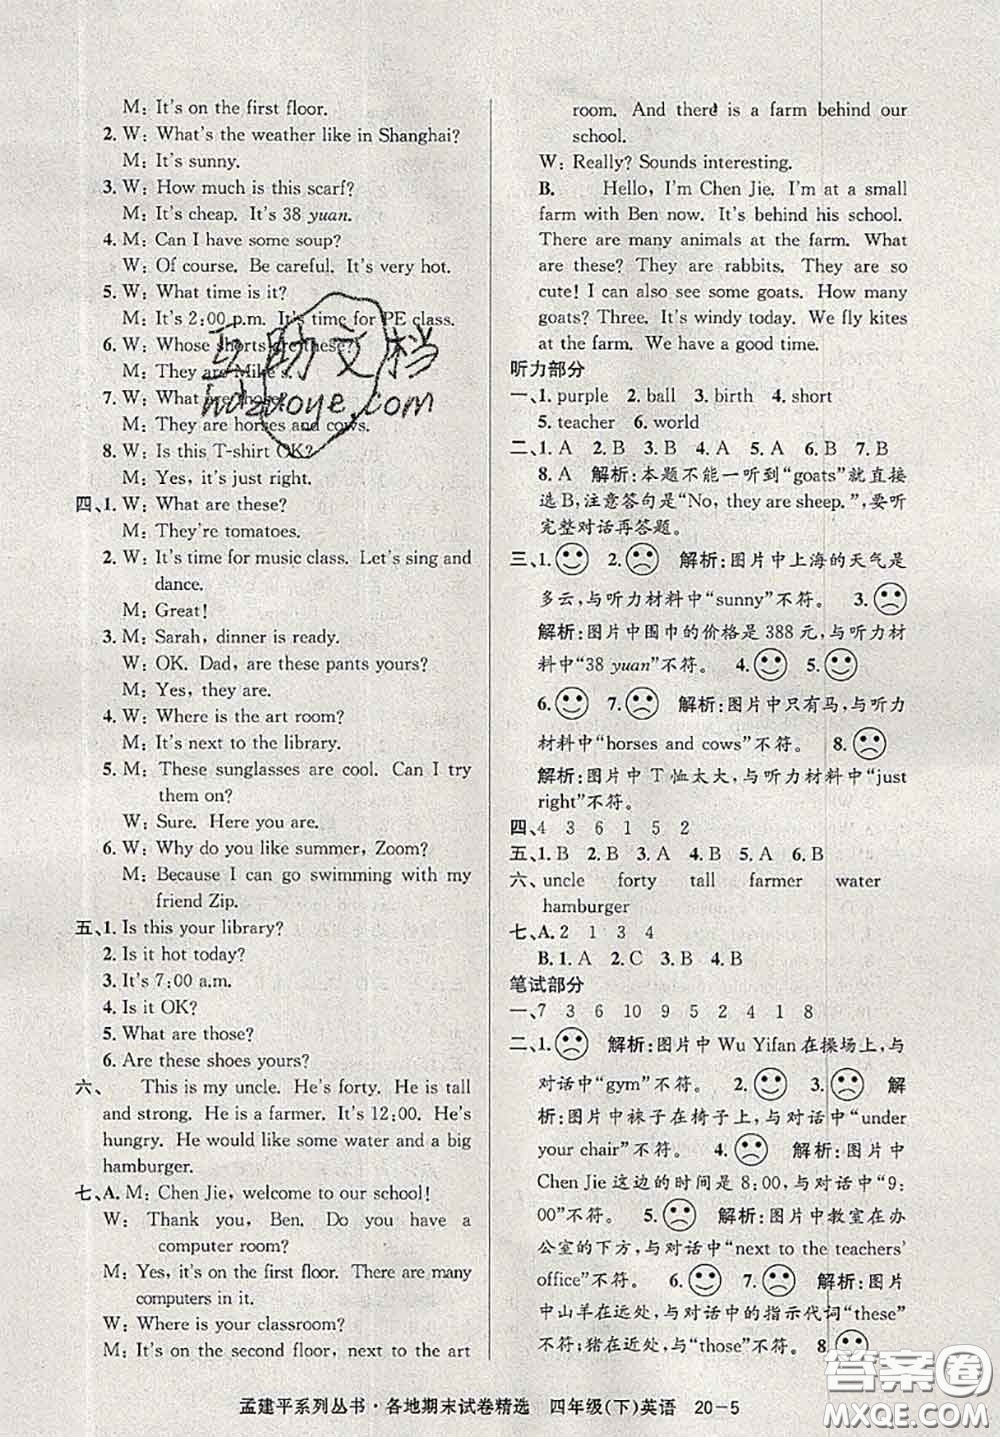 M: It's on the first floor.
2. W: What's the weather like in Shanghai?
M: It's sunny.
3. W: How much is this scarf?
M: It's cheap. It's 38 yuan.
4. M: Can I have some soup?
W: Of course. Be careful. It's very hot.
5. W: What time is it?
M: It's 2:00 p.m. It's time for PE class.
6. W: Whose shorts are these?
M: They are Mike's.
7. W: What are those?
M: They are horses and cows.
8. W: Is this T-shirt OK?
M: Yes, it's just right.
四、1. W: What are these?
M: They're tomatoes.
2. W: It's time for music class. Let's sing and
dance.
M: Great!
3. M: Sarah, dinner is ready.
W: OK. Dad, are these pants yours?
M: Yes, they are.
4. W: Where is the art room?
M: It's next to the library.
5. M: These sunglasses are cool. Can I try
them on?
W: Sure. Here you are.
6. W: Why do you like summer, Zoom?
M: Because I can go swimming with my
friend Zip.
五、1. Is this your library?
2. Is it hot today?
3. It's 7:00 a.m.
4. Is it OK?
5. What are those?
6. Are these shoes yours?
六、 This is my uncle. He's forty. He is tall
and strong. He is a farmer. It's 12:00. He's
hungry. He would like some water and a big
hamburger.
七、A. M: Chen Jie, welcome to our school!
W: Thank you, Ben. Do you have a
computer room?
M: Yes, it's on the first floor. There are many
computers in it.
W: Where is your classroom?
M: It's on the second floor, next to the art
room. And there is a farm behind our
school.
W: Really? Sounds interesting.
B. Hello, I'm Chen Jie. I'm at a small
farm with Ben now. It's behind his school.
There are many animals at the farm. What
are these? They are rabbits. They are so
cute! I can also see some goats. How many
goats? Three. It's windy today. We fly kites
at the farm. We have a good time.
听力部分
一、1. purple 2. ball 3. birth 4. short
5. teacher 6. world
二、1. A 2. B 3. B 4. A 5. A 6. B 7. B
8. A 解析:本题不能一听到“goats”就直接
选B,注意答句是“No, they are sheep.”,要听
完整对话再答题。
三、1.☺ 2.☹ 解析:图片中上海的天气是
多云,与听力材料中“sunny”不符。 3.☹
解析:图片中围巾的价格是388元,与听力材
料中“38 yuan”不符。 4.☺ 5.☺
6.☺ 7.☹ 解析:图片中只有马,与听力
材料中“horses and cows”不符。 8.☹
解析:图片中T恤太大,与听力材料中“just
right”不符。
四、4 3 6 1 5 2
五、1. B 2. B 3. A 4. B 5. A 6. B
六、uncle forty tall farmer water
hamburger
七、A. 2 1 3 4
B. 1. A 2. C 3. B 4. B
笔试部分
一、7 3 6 10 9 5 2 4 1 8
二、1.☹ 解析:图片中 Wu Yifan 在操场上,与
对话中“gym”不符。 2.☺ 3.☹ 解
析:图片中袜子在椅子上,与对话中“under
your chair”不符。 4.☹ 解析:图片中
Chen Jie 这边的时间是 8:00,与对话中“9:
00”不符。 5.☹ 解析:图片中教室在办
公室的下方,与对话中“next to the teachers'
office”不符。 6.☺ 7.☹ 解析:图片
中山羊在远处,与对话中的指示代词“these”
不符;猪在近处,与“those”不符。 8.☹
孟建平系列丛书·各地期末试卷精选 四年级(下)英语 20-5
互助文档
huzuoye.com
答案圈
MXQE.COM